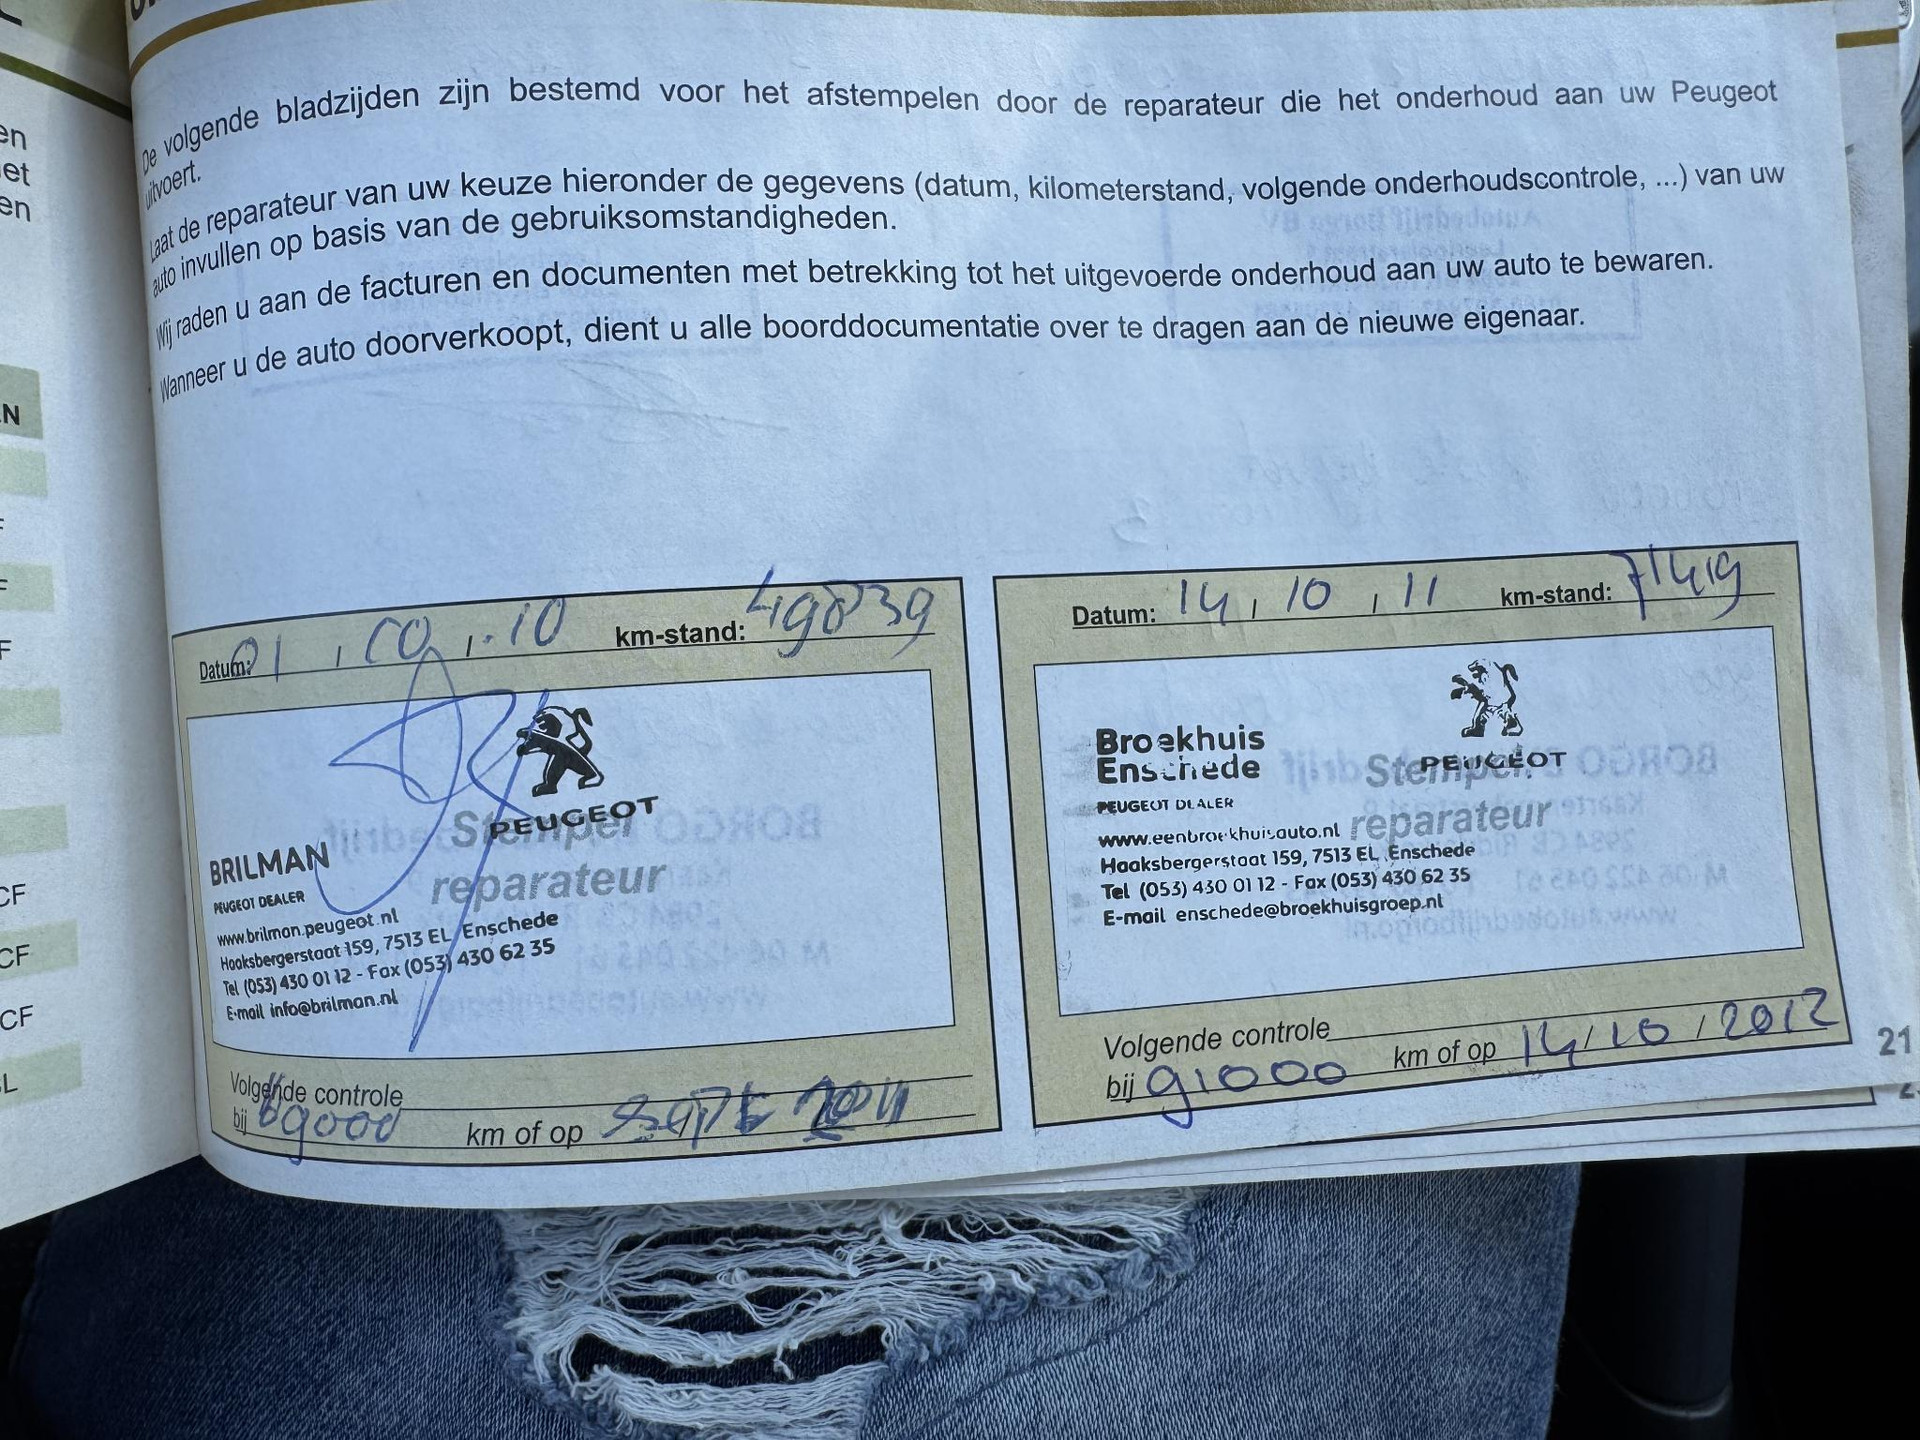 De volgende bladzijden zijn bestemd voor het afstempelen door de reparateur die het onderhoud aan uw Peugeot
uitvoert.
Laat de reparateur van uw keuze hieronder de gegevens (datum, kilometerstand, volgende onderhoudscontrole, ...) van uw
auto invullen op basis van de gebruiksomstandigheden.
Wij raden u aan de facturen en documenten met betrekking tot het uitgevoerde onderhoud aan uw auto te bewaren.
Wanneer u de auto doorverkoopt, dient u alle boorddocumentatie over te dragen aan de nieuwe eigenaar.
Datum: 01 , 10 , 10 km-stand: 49839
PEUGEOT
Stempel
reparateur
BRILMAN
PEUGEOT DEALER
www.brilman.peugeot.nl
Haaksbergerstaat 159, 7513 EL Enschede
Tel (053) 430 01 12 - Fax (053) 430 62 35
E-mail info@brilman.nl
Volgende controle
bij 69000 km of op sept 2011
Datum: 14 , 10 , 11 km-stand: 71419
PEUGEOT
Stempel
reparateur
Broekhuis
Enschede
PEUGEOT DEALER
www.eenbroekhuisauto.nl
Haaksbergerstaat 159, 7513 EL Enschede
Tel (053) 430 01 12 - Fax (053) 430 62 35
E-mail enschede@broekhuisgroep.nl
Volgende controle
bij 91000 km of op 14/10/2012
21